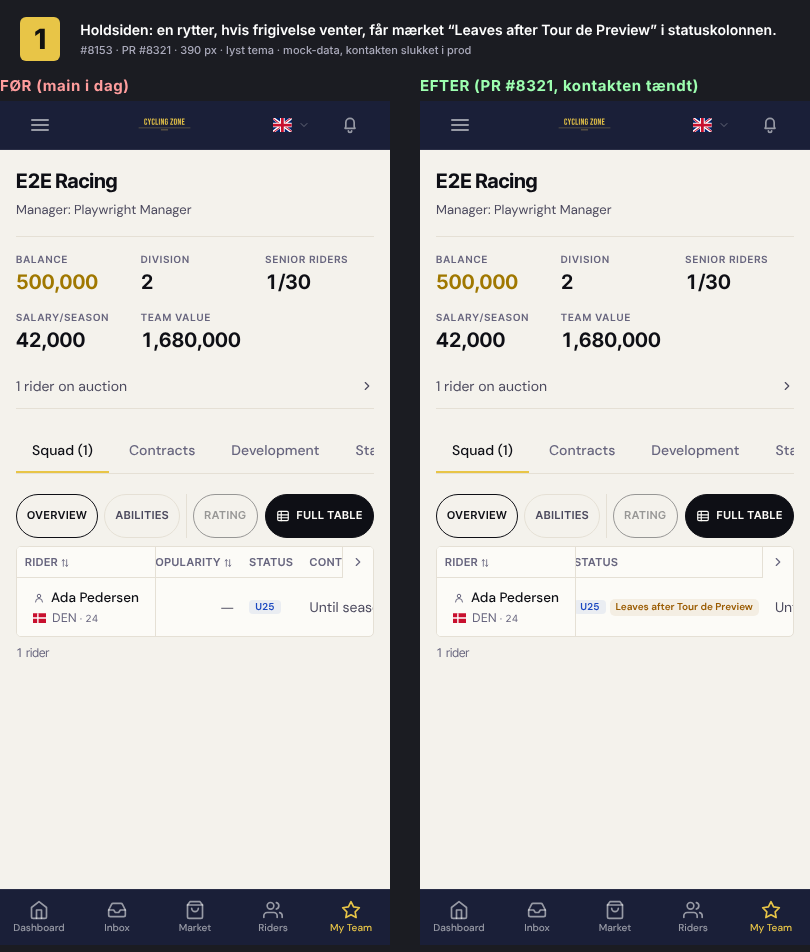 1
Holdsiden: en rytter, hvis frigivelse venter, får mærket “Leaves after Tour de Preview” i statuskolonnen.
#8153 · PR #8321 · 390 px · lyst tema · mock-data, kontakten slukket i prod
FØR (main i dag)
CYCLING ZONE
E2E Racing
Manager: Playwright Manager
BALANCE DIVISION SENIOR RIDERS
500,000 2 1/30
SALARY/SEASON TEAM VALUE
42,000 1,680,000
1 rider on auction
Squad (1) Contracts Development Sta
OVERVIEW ABILITIES RATING FULL TABLE
RIDER OPULARITY STATUS CONT
Ada Pedersen — U25 Until seas
DEN · 24
1 rider
Dashboard Inbox Market Riders My Team
EFTER (PR #8321, kontakten tændt)
CYCLING ZONE
E2E Racing
Manager: Playwright Manager
BALANCE DIVISION SENIOR RIDERS
500,000 2 1/30
SALARY/SEASON TEAM VALUE
42,000 1,680,000
1 rider on auction
Squad (1) Contracts Development Sta
OVERVIEW ABILITIES RATING FULL TABLE
RIDER STATUS
Ada Pedersen U25 Leaves after Tour de Preview Un
DEN · 24
1 rider
Dashboard Inbox Market Riders My Team